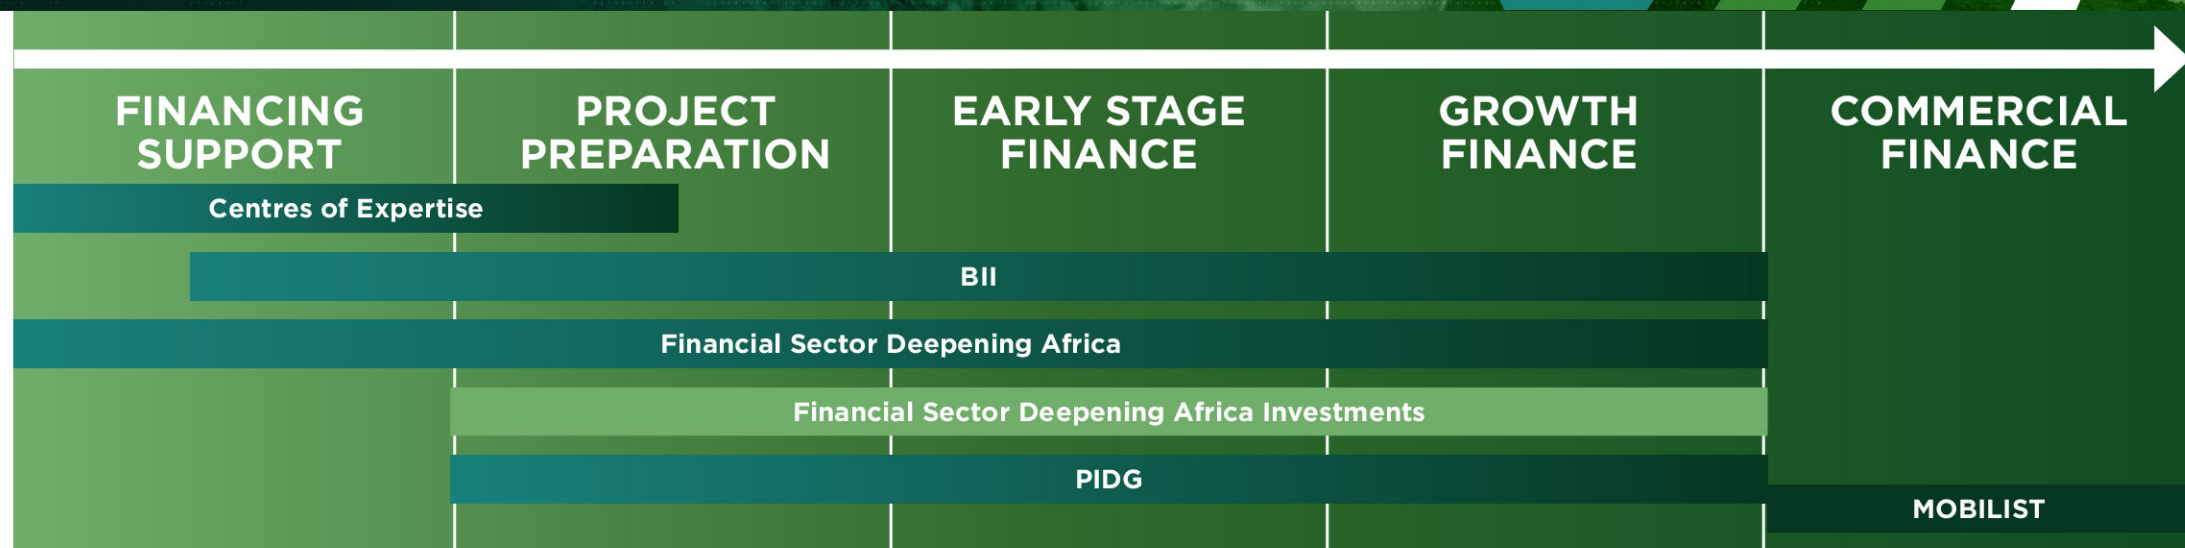 FINANCING
SUPPORT
PROJECT
PREPARATION
EARLY STAGE
FINANCE
GROWTH
FINANCE
COMMERCIAL
FINANCE
Centres of Expertise
BII
Financial Sector Deepening Africa
Financial Sector Deepening Africa Investments
PIDG
MOBILIST